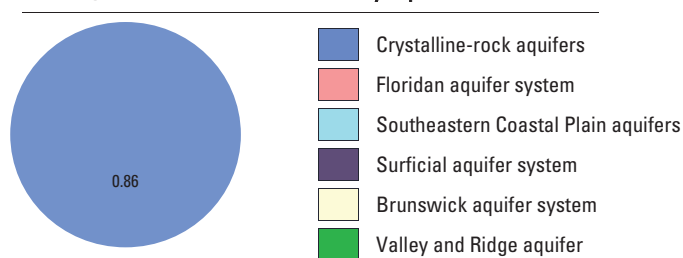 0.86
Crystalline-rock aquifers
Floridan aquifer system
Southeastern Coastal Plain aquifers
Surficial aquifer system
Brunswick aquifer system
Valley and Ridge aquifer